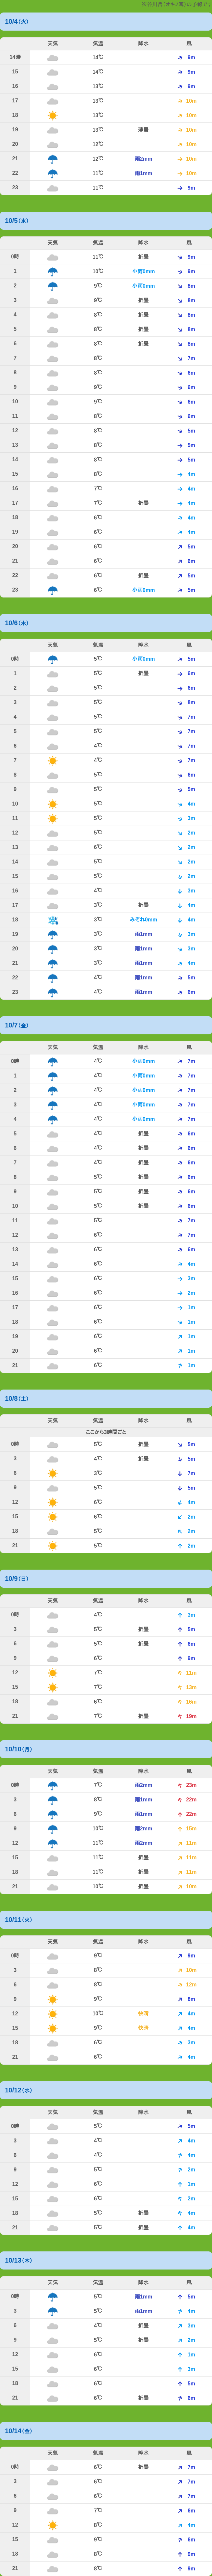 10/4(火)
天気 気温 降水 風
14時 14℃ 9m
15 14℃ 9m
16 13℃ 9m
17 13℃ 10m
18 13℃ 10m
19 13℃ 薄曇 10m
20 12℃ 10m
21 12℃ 雨2mm 10m
22 11℃ 雨1mm 10m
23 11℃ 9m
10/5(水)
天気 気温 降水 風
0時 11℃ 折曇 9m
1 10℃ 小雨0mm 9m
2 9℃ 小雨0mm 8m
3 9℃ 折曇 8m
4 8℃ 折曇 8m
5 8℃ 折曇 8m
6 8℃ 折曇 8m
7 8℃ 7m
8 8℃ 6m
9 9℃ 6m
10 9℃ 6m
11 8℃ 6m
12 8℃ 5m
13 8℃ 5m
14 8℃ 5m
15 8℃ 4m
16 7℃ 4m
17 7℃ 折曇 4m
18 6℃ 4m
19 6℃ 4m
20 6℃ 5m
21 6℃ 6m
22 6℃ 折曇 5m
23 6℃ 小雨0mm 5m
10/6(木)
天気 気温 降水 風
0時 5℃ 小雨0mm 5m
1 5℃ 折曇 6m
2 5℃ 6m
3 5℃ 8m
4 5℃ 7m
5 5℃ 7m
6 4℃ 7m
7 4℃ 7m
8 5℃ 6m
9 5℃ 5m
10 5℃ 4m
11 5℃ 3m
12 5℃ 2m
13 6℃ 2m
14 5℃ 2m
15 5℃ 2m
16 4℃ 3m
17 3℃ 折曇 4m
18 3℃ みぞれ0mm 4m
19 3℃ 雨1mm 3m
20 3℃ 雨1mm 3m
21 3℃ 雨1mm 4m
22 4℃ 雨1mm 5m
23 4℃ 雨1mm 6m
10/7(金)
天気 気温 降水 風
0時 4℃ 小雨0mm 7m
1 4℃ 小雨0mm 7m
2 4℃ 小雨0mm 7m
3 4℃ 小雨0mm 7m
4 4℃ 小雨0mm 7m
5 4℃ 折曇 6m
6 4℃ 折曇 6m
7 4℃ 折曇 6m
8 5℃ 折曇 6m
9 5℃ 折曇 6m
10 5℃ 折曇 6m
11 5℃ 7m
12 6℃ 7m
13 6℃ 6m
14 6℃ 4m
15 6℃ 3m
16 6℃ 2m
17 6℃ 1m
18 6℃ 1m
19 6℃ 1m
20 6℃ 1m
21 6℃ 1m
10/8(土)
天気 気温 降水 風
ここから3時間ごと
0時 5℃ 折曇 5m
3 4℃ 折曇 5m
6 3℃ 7m
9 5℃ 5m
12 6℃ 4m
15 6℃ 2m
18 5℃ 2m
21 5℃ 2m
10/9(日)
天気 気温 降水 風
0時 4℃ 3m
3 5℃ 折曇 5m
6 5℃ 折曇 6m
9 6℃ 9m
12 7℃ 11m
15 7℃ 13m
18 6℃ 16m
21 7℃ 折曇 19m
10/10(月)
天気 気温 降水 風
0時 7℃ 雨2mm 23m
3 8℃ 雨1mm 22m
6 9℃ 雨1mm 22m
9 10℃ 雨2mm 15m
12 11℃ 雨2mm 11m
15 11℃ 折曇 11m
18 11℃ 折曇 11m
21 10℃ 折曇 10m
10/11(火)
天気 気温 降水 風
0時 9℃ 9m
3 8℃ 10m
6 8℃ 12m
9 9℃ 8m
12 10℃ 快晴 4m
15 9℃ 快晴 4m
18 6℃ 3m
21 6℃ 4m
10/12(水)
天気 気温 降水 風
0時 5℃ 5m
3 4℃ 4m
6 4℃ 4m
9 5℃ 2m
12 6℃ 1m
15 6℃ 2m
18 5℃ 折曇 4m
21 5℃ 折曇 4m
10/13(木)
天気 気温 降水 風
0時 5℃ 雨1mm 5m
3 5℃ 雨1mm 4m
6 4℃ 折曇 3m
9 5℃ 折曇 2m
12 6℃ 1m
15 6℃ 3m
18 6℃ 5m
21 6℃ 折曇 6m
10/14(金)
天気 気温 降水 風
0時 6℃ 折曇 7m
3 6℃ 7m
6 6℃ 7m
9 7℃ 6m
12 8℃ 4m
15 9℃ 6m
18 8℃ 9m
21 8℃ 9m